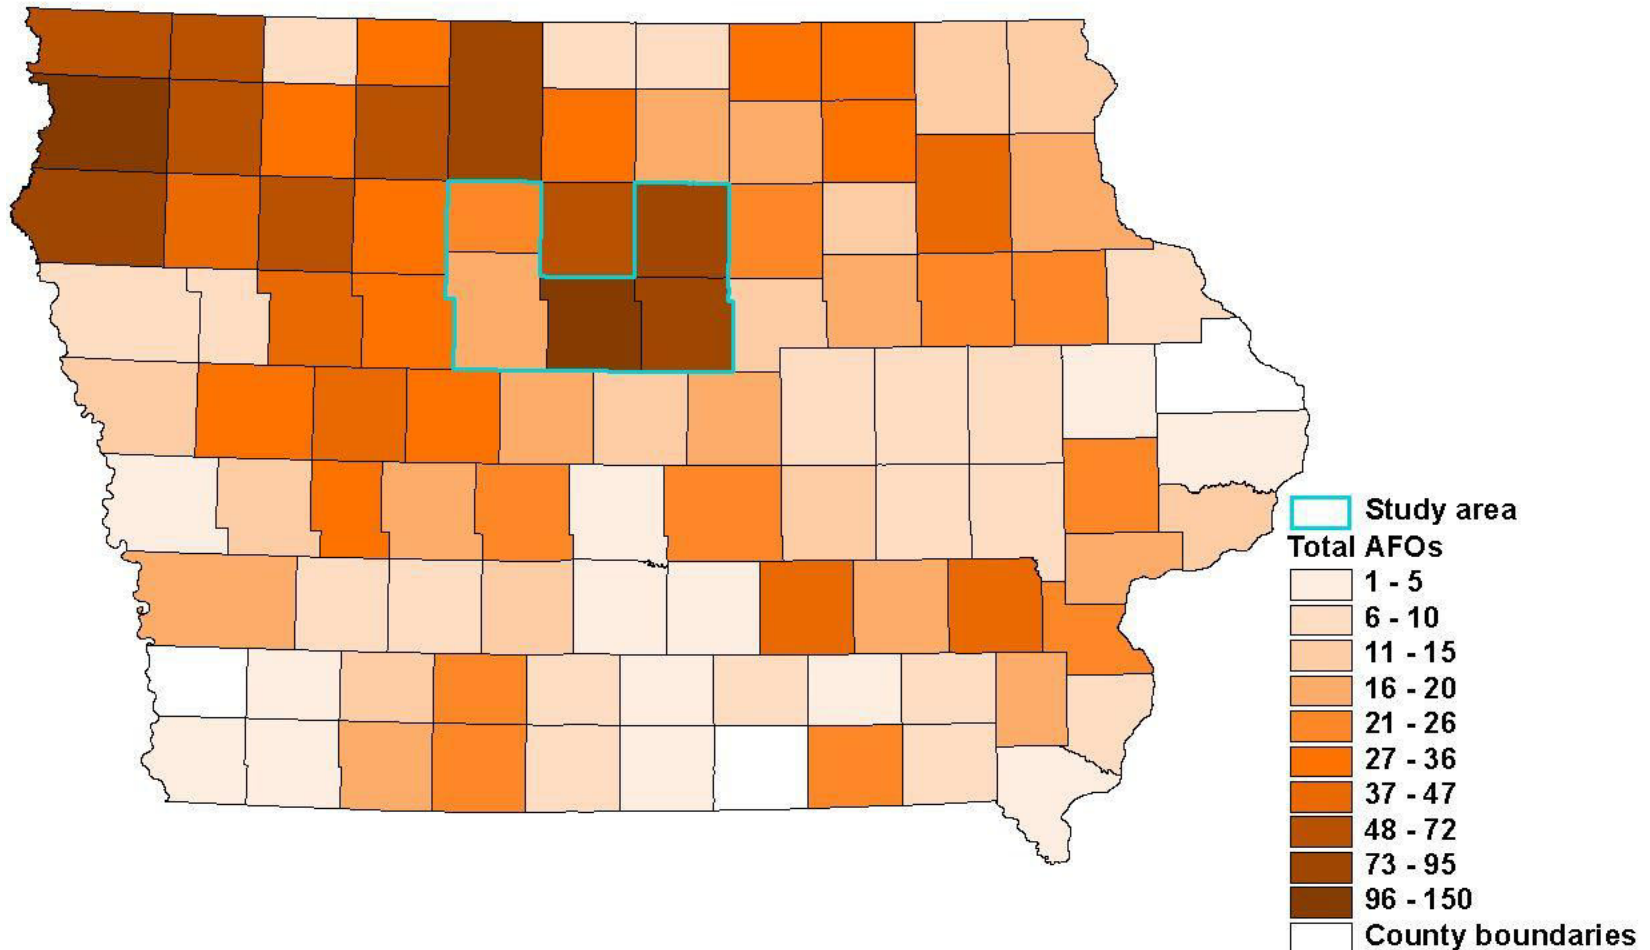 Study area
Total AFOs
1 - 5
6 - 10
11 - 15
16 - 20
21 - 26
27 - 36
37 - 47
48 - 72
73 - 95
96 - 150
County boundaries